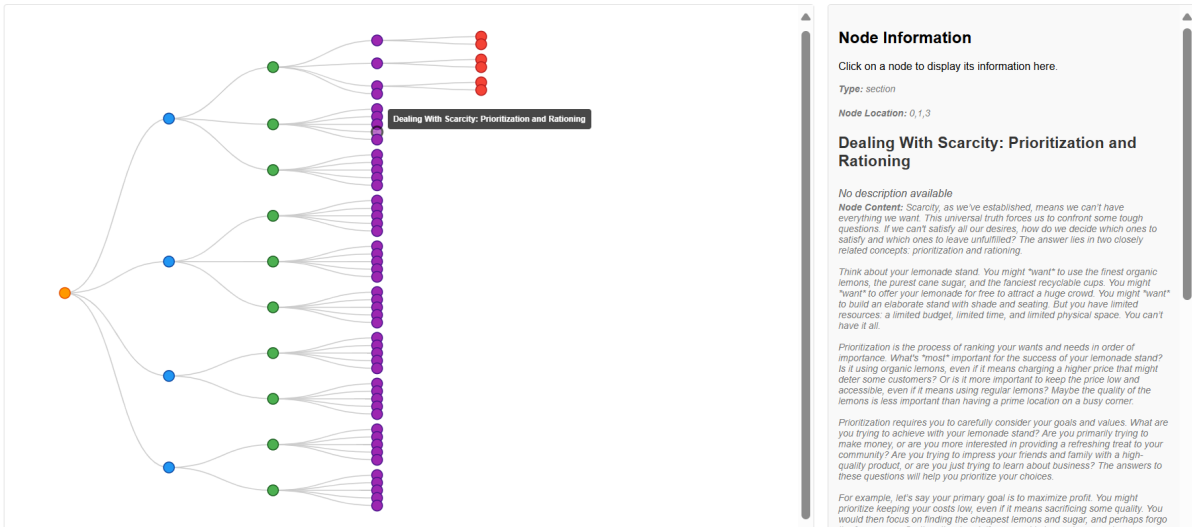 Dealing With Scarcity: Prioritization and Rationing
Node Information
Click on a node to display its information here.
Type: section
Node Location: 0,1,3
Dealing With Scarcity: Prioritization and
Rationing
No description available
Node Content: Scarcity, as we've established, means we can't have
everything we want. This universal truth forces us to confront some tough
questions. If we can't satisfy all our desires, how do we decide which ones to
satisfy and which ones to leave unfulfilled? The answer lies in two closely
related concepts: prioritization and rationing.
Think about your lemonade stand. You might *want* to use the finest organic
lemons, the purest cane sugar, and the fanciest recyclable cups. You might
*want* to offer your lemonade for free to attract a huge crowd. You might *want*
to build an elaborate stand with shade and seating. But you have limited
resources: a limited budget, limited time, and limited physical space. You can't
have it all.
Prioritization is the process of ranking your wants and needs in order of
importance. What's *most* important for the success of your lemonade stand?
Is it using organic lemons, even if it means charging a higher price that might
deter some customers? Or is it more important to keep the price low and
accessible, even if it means using regular lemons? Maybe the quality of the
lemons is less important than having a prime location on a busy corner.
Prioritization requires you to carefully consider your goals and values. What are
you trying to achieve with your lemonade stand? Are you primarily trying to
make money, or are you more interested in providing a refreshing treat to your
community? Are you trying to impress your friends and family with a high-
quality product, or are you just trying to learn about business? The answers to
these questions will help you prioritize your choices.
For example, let's say your primary goal is to maximize profit. You might
prioritize keeping your costs low, even if it means sacrificing some quality. You
would then focus on finding the cheapest lemons and sugar, and perhaps forgo